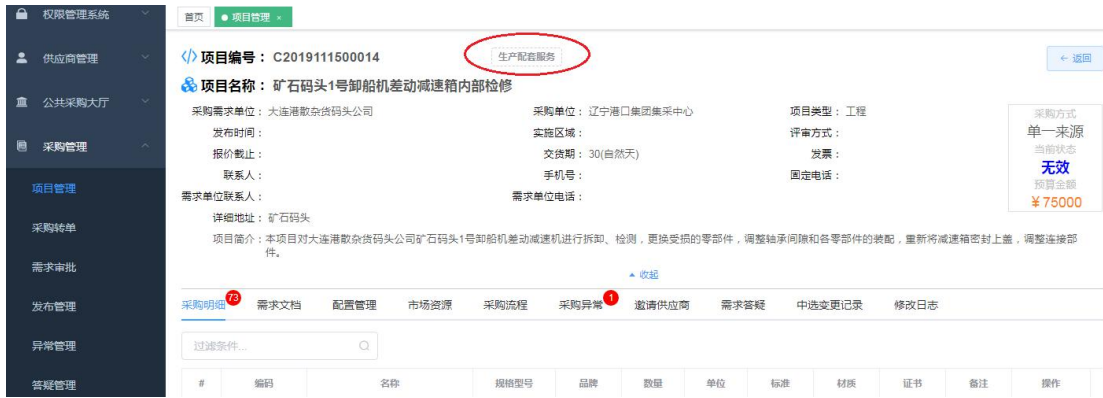 权限管理系统
供应商管理
公共采购大厅
采购管理
项目管理
采购转单
需求审批
发布管理
异常管理
答疑管理
首页 ● 项目管理 ×
</> 项目编号： C2019111500014 生产配套服务 ← 返回
项目名称： 矿石码头1号卸船机差动减速箱内部检修
采购需求单位： 大连港散杂货码头公司 采购单位： 辽宁港口集团集采中心 项目类型： 工程
发布时间： 实施区域： 评审方式：
报价截止： 交货期： 30(自然天) 发票：
联系人： 手机号： 固定电话：
需求单位联系人： 需求单位电话：
详细地址： 矿石码头
项目简介： 本项目对大连港散杂货码头公司矿石码头1号卸船机差动减速机进行拆卸、检测，更换受损的零部件，调整轴承间隙和各零部件的装配，重新将减速箱密封上盖，调整连接部
件。
采购方式
单一来源
当前状态
无效
预算金额
￥75000
收起
采购明细 73 需求文档 配置管理 市场资源 采购流程 采购异常 1 邀请供应商 需求答疑 中选变更记录 修改日志
过滤条件...
# 编码 名称 规格型号 品牌 数量 单位 标准 材质 证书 备注 操作